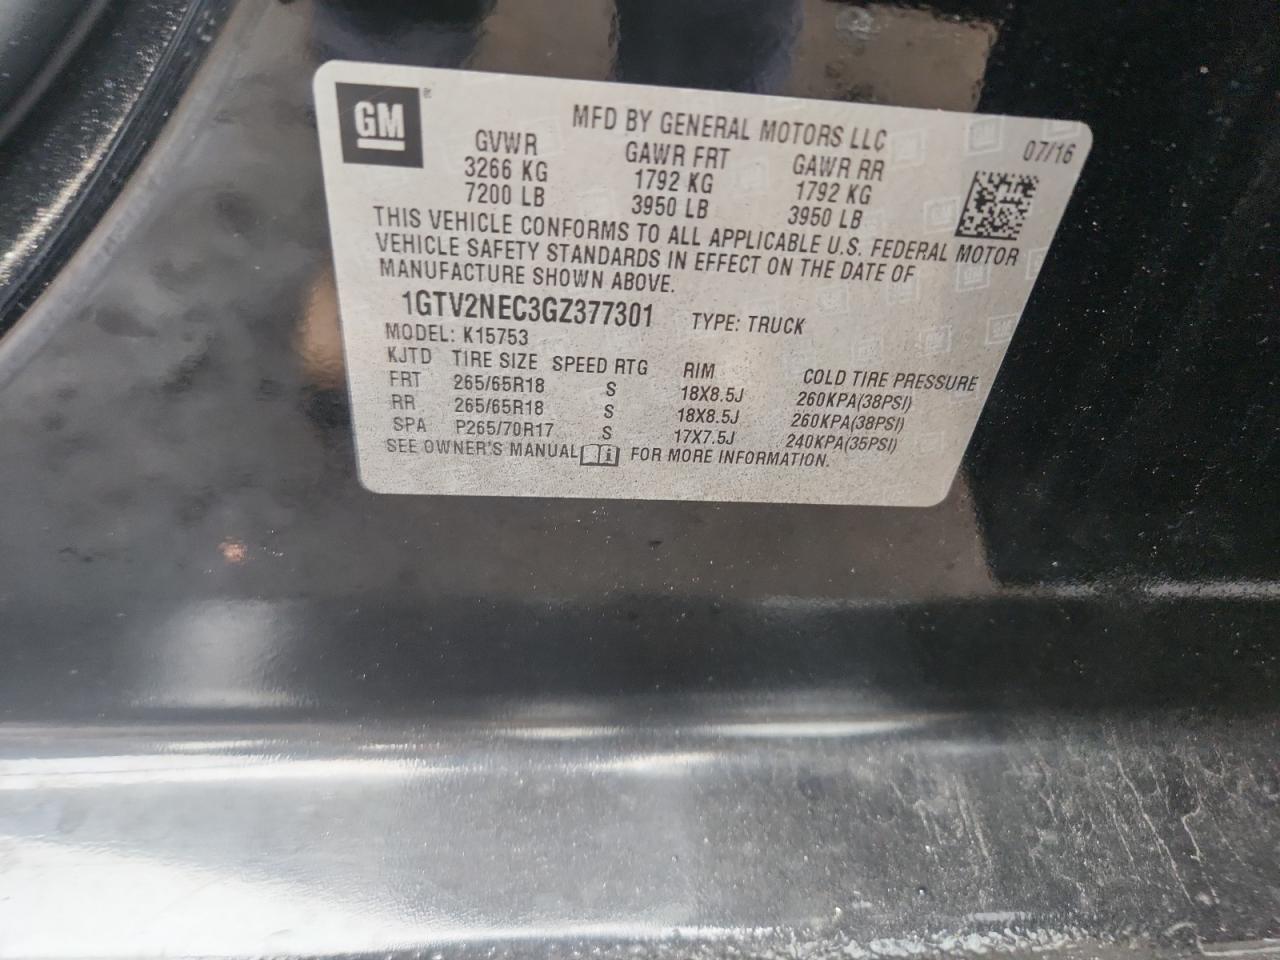 GM
MFD BY GENERAL MOTORS LLC
07/16
GVWR GAWR FRT GAWR RR
3266 KG 1792 KG 1792 KG
7200 LB 3950 LB 3950 LB
THIS VEHICLE CONFORMS TO ALL APPLICABLE U.S. FEDERAL MOTOR
VEHICLE SAFETY STANDARDS IN EFFECT ON THE DATE OF
MANUFACTURE SHOWN ABOVE.
1GTV2NEC3GZ377301 TYPE: TRUCK
MODEL: K15753
KJTD TIRE SIZE SPEED RTG RIM COLD TIRE PRESSURE
FRT 265/65R18 S 18X8.5J 260KPA(38PSI)
RR 265/65R18 S 18X8.5J 260KPA(38PSI)
SPA P265/70R17 S 17X7.5J 240KPA(35PSI)
SEE OWNER'S MANUAL FOR MORE INFORMATION.